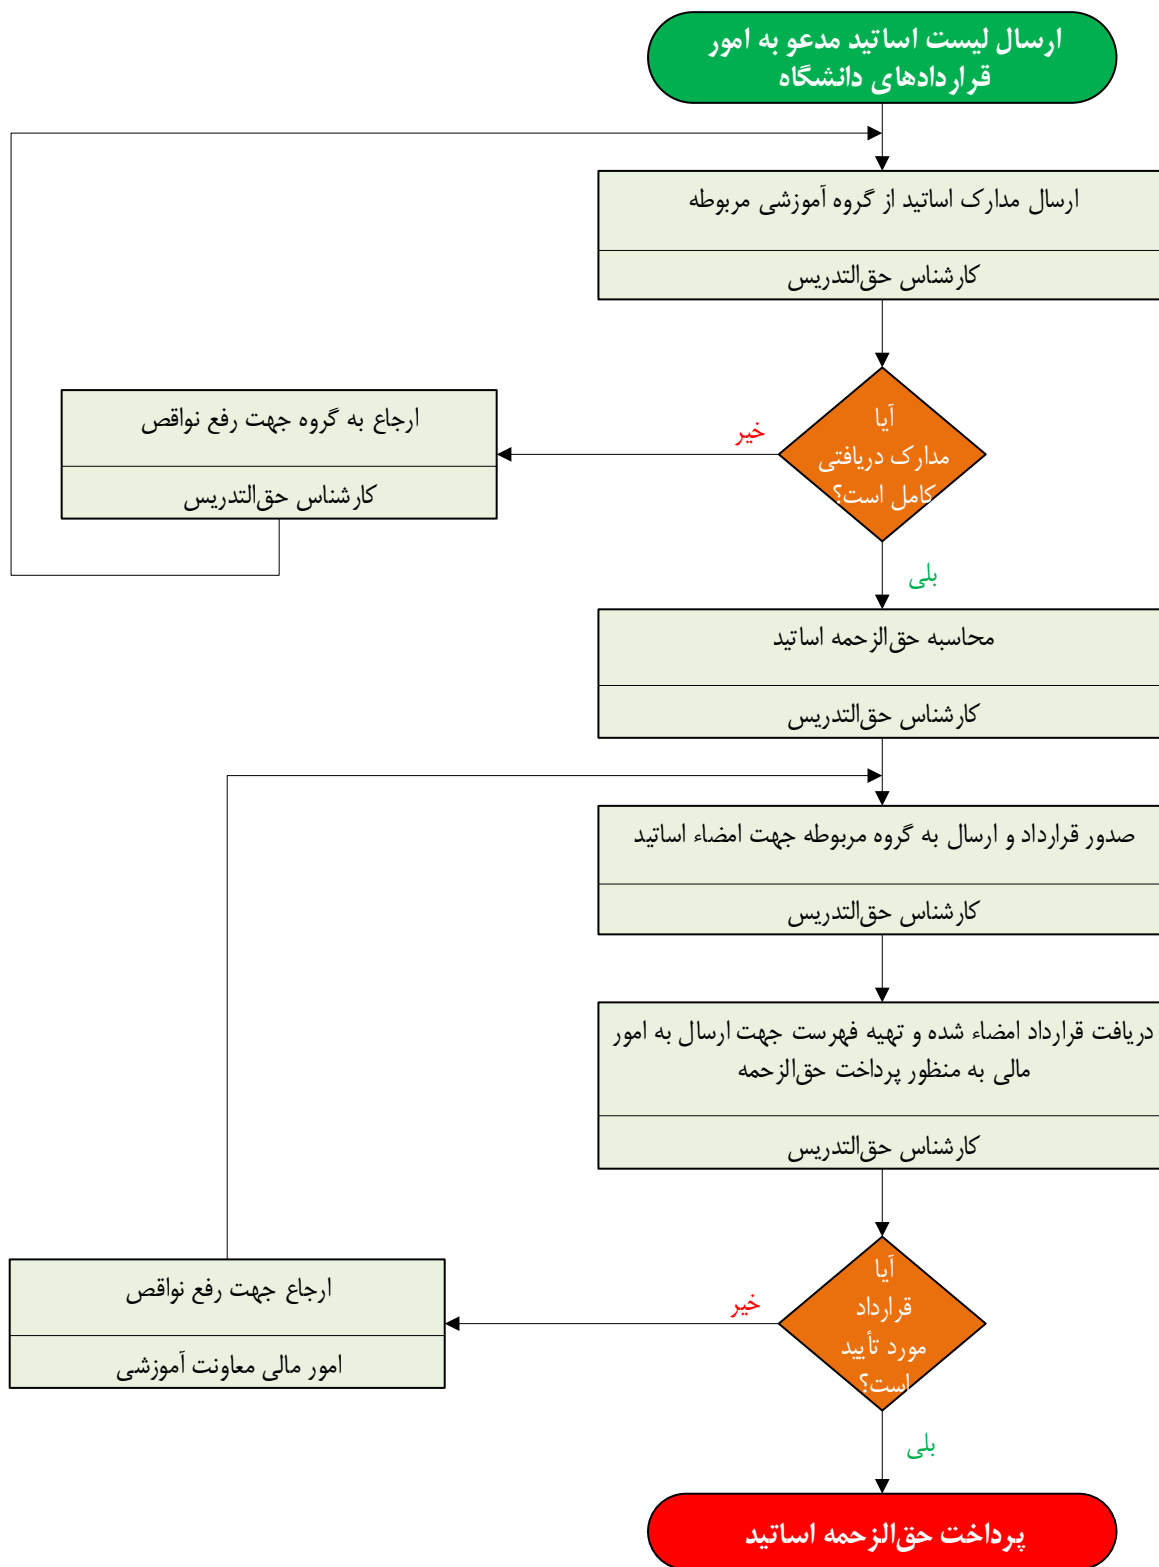 ارسال لیست اساتید مدعو به امور
قراردادهای دانشگاه
ارسال مدارک اساتید از گروه آموزشی مربوطه
کارشناس حق‌التدریس
آیا
مدارک دریافتی
کامل است؟
خیر
ارجاع به گروه جهت رفع نواقص
کارشناس حق‌التدریس
بلی
محاسبه حق‌الزحمه اساتید
کارشناس حق‌التدریس
صدور قرارداد و ارسال به گروه مربوطه جهت امضاء اساتید
کارشناس حق‌التدریس
دریافت قرارداد امضاء شده و تهیه فهرست جهت ارسال به امور
مالی به منظور پرداخت حق‌الزحمه
کارشناس حق‌التدریس
آیا
قرارداد
مورد تأیید
است؟
خیر
ارجاع جهت رفع نواقص
امور مالی معاونت آموزشی
بلی
پرداخت حق‌الزحمه اساتید